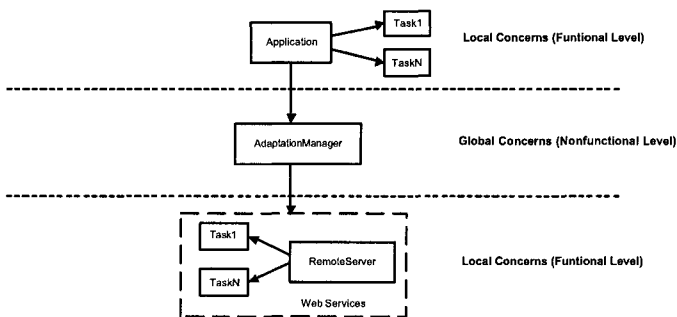 Task1
Application
Local Concerns (Funtional Level)
TaskN
AdaptationManager
Global Concerns (Nonfunctional Level)
Task1
RemoteServer
Local Concerns (Funtional Level)
TaskN
Web Services